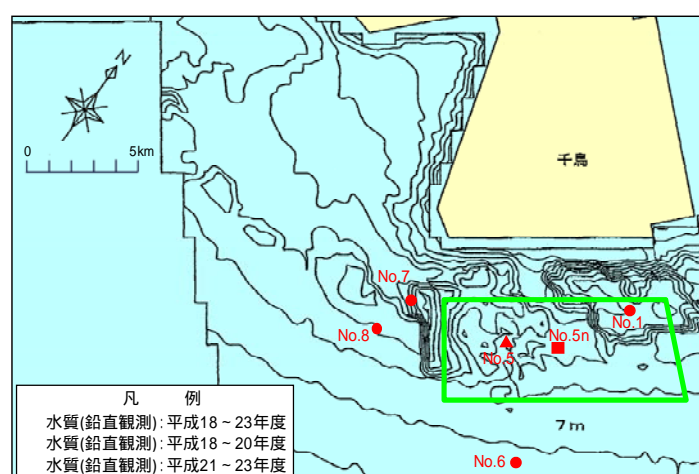 N
0 5km
千鳥
No.7
No.1
No.8
No.5
No.5n
7m
No.6
凡 例
水質(鉛直観測):平成18~23年度
水質(鉛直観測):平成18~20年度
水質(鉛直観測):平成21~23年度